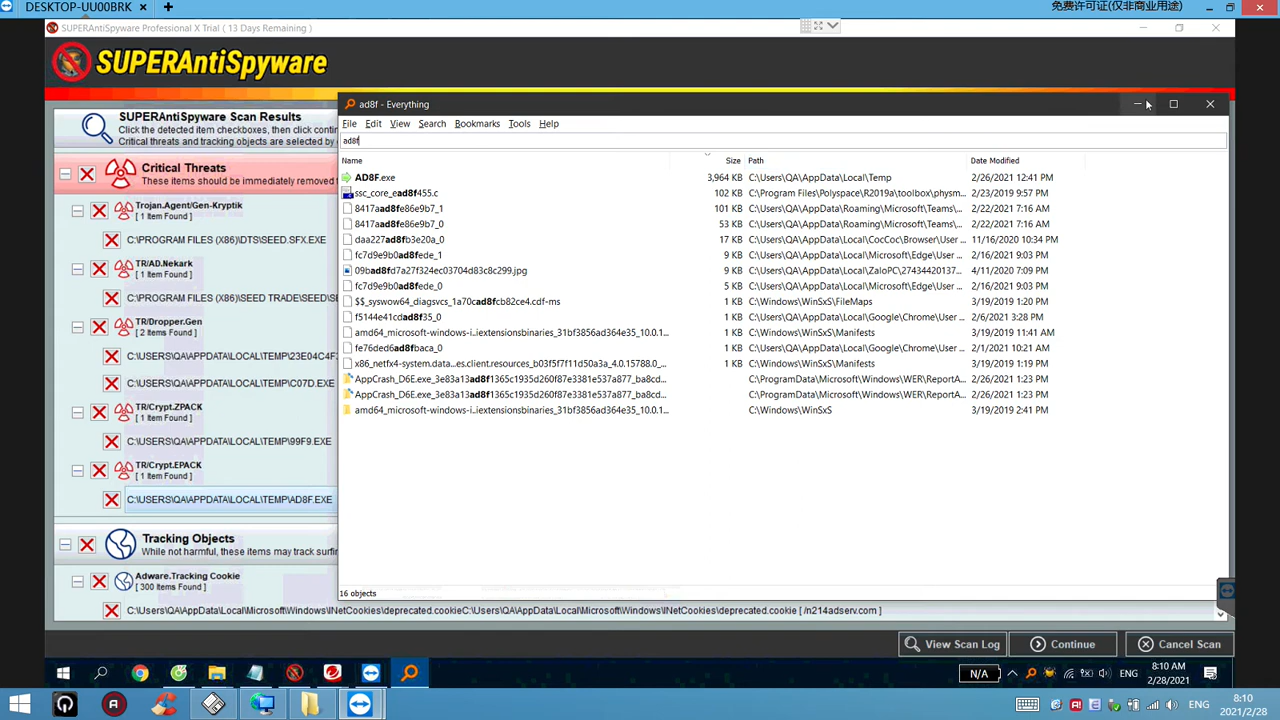 DESKTOP-UU00BRK × +
免费许可证(仅非商业用途)
SUPERAntiSpyware Professional X Trial ( 13 Days Remaining )
SUPERAntiSpyware
SUPERAntiSpyware Scan Results
Click the detected item checkboxes, then click contin
Critical threats and tracking objects are selected by
Critical Threats
These items should be immediately removed
Trojan.Agent/Gen-Kryptik
[ 1 Item Found ]
C:\PROGRAM FILES (X86)\DTS\SEED.SFX.EXE
TR/AD.Nekark
[ 1 Item Found ]
C:\PROGRAM FILES (X86)\SEED TRADE\SEED\S
TR/Dropper.Gen
[ 2 Items Found ]
C:\USERS\QA\APPDATA\LOCAL\TEMP\23E04C4F
C:\USERS\QA\APPDATA\LOCAL\TEMP\C07D.EXE
TR/Crypt.ZPACK
[ 1 Item Found ]
C:\USERS\QA\APPDATA\LOCAL\TEMP\99F9.EXE
TR/Crypt.EPACK
[ 1 Item Found ]
C:\USERS\QA\APPDATA\LOCAL\TEMP\AD8F.EXE
Tracking Objects
While not harmful, these items may track surfin
Adware.Tracking Cookie
[ 300 Items Found ]
C:\Users\QA\AppData\Local\Microsoft\Windows\INetCookies\deprecated.cookieC:\Users\QA\AppData\Local\Microsoft\Windows\INetCookies\deprecated.cookie [ /n214adserv.com ]
ad8f - Everything
File Edit View Search Bookmarks Tools Help
ad8f
Name Size Path Date Modified
AD8F.exe 3,964 KB C:\Users\QA\AppData\Local\Temp 2/26/2021 12:41 PM
ssc_core_ead8f455.c 102 KB C:\Program Files\Polyspace\R2019a\toolbox\physm... 2/23/2019 9:57 PM
8417aad8fe86e9b7_1 101 KB C:\Users\QA\AppData\Roaming\Microsoft\Teams\... 2/22/2021 7:16 AM
8417aad8fe86e9b7_0 53 KB C:\Users\QA\AppData\Roaming\Microsoft\Teams\... 2/22/2021 7:16 AM
daa227ad8fb3e20a_0 17 KB C:\Users\QA\AppData\Local\CocCoc\Browser\User ... 11/16/2020 10:34 PM
fc7d9e9b0ad8fede_1 9 KB C:\Users\QA\AppData\Local\Microsoft\Edge\User ... 2/16/2021 9:03 PM
09bad8fd7a27f324ec03704d83c8c299.jpg 9 KB C:\Users\QA\AppData\Local\ZaloPC\27434420137... 4/11/2020 7:09 PM
fc7d9e9b0ad8fede_0 5 KB C:\Users\QA\AppData\Local\Microsoft\Edge\User ... 2/16/2021 9:03 PM
$$_syswow64_diagsvcs_1a70cad8fcb82ce4.cdf-ms 1 KB C:\Windows\WinSxS\FileMaps 3/19/2019 1:20 PM
f5144e41cdad8f35_0 1 KB C:\Users\QA\AppData\Local\Google\Chrome\User ... 2/6/2021 3:28 PM
amd64_microsoft-windows-i..iextensionsbinaries_31bf3856ad364e35_10.0.1... 1 KB C:\Windows\WinSxS\Manifests 3/19/2019 11:41 AM
fe76ded6ad8fbaca_0 1 KB C:\Users\QA\AppData\Local\Google\Chrome\User ... 2/1/2021 10:21 AM
x86_netfx4-system.data...es.client.resources_b03f5f7f11d50a3a_4.0.15788.0_... 1 KB C:\Windows\WinSxS\Manifests 3/19/2019 1:19 PM
AppCrash_D6E.exe_3e83a13ad8f1365c1935d260f87e3381e537a877_ba8cd... C:\ProgramData\Microsoft\Windows\WER\ReportA... 2/26/2021 1:23 PM
AppCrash_D6E.exe_3e83a13ad8f1365c1935d260f87e3381e537a877_ba8cd... C:\ProgramData\Microsoft\Windows\WER\ReportA... 2/26/2021 1:23 PM
amd64_microsoft-windows-i..iextensionsbinaries_31bf3856ad364e35_10.0.1... C:\Windows\WinSxS 3/19/2019 2:41 PM
16 objects
View Scan Log Continue Cancel Scan
N/A ENG 8:10 AM
2/28/2021
ENG 8:10
2021/2/28